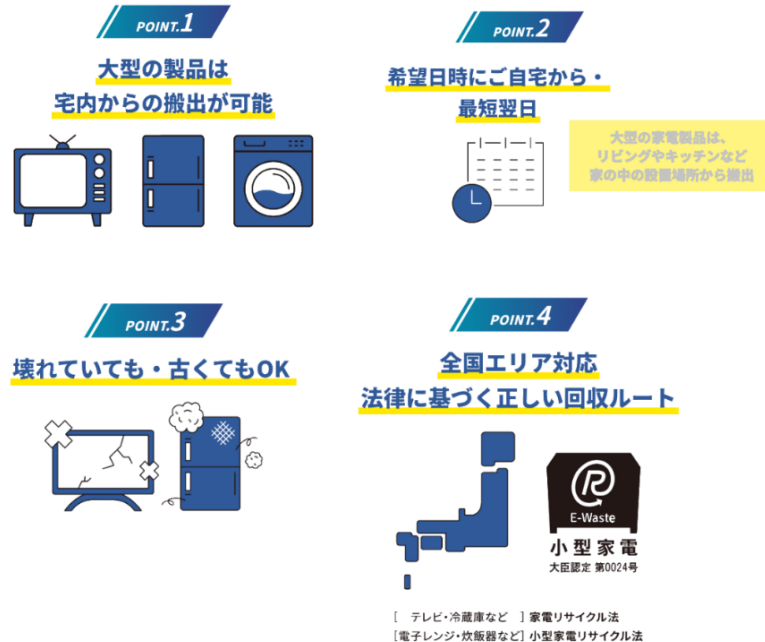 POINT.1
大型の製品は
宅内からの搬出が可能
POINT.2
希望日時にご自宅から・
最短翌日
大型の家電製品は、
リビングやキッチンなど
家の中の設置場所から搬出
POINT.3
壊れていても・古くてもOK
POINT.4
全国エリア対応
法律に基づく正しい回収ルート
R
E-Waste
小型家電
大臣認定 第0024号
[ テレビ・冷蔵庫など ] 家電リサイクル法
[電子レンジ・炊飯器など] 小型家電リサイクル法